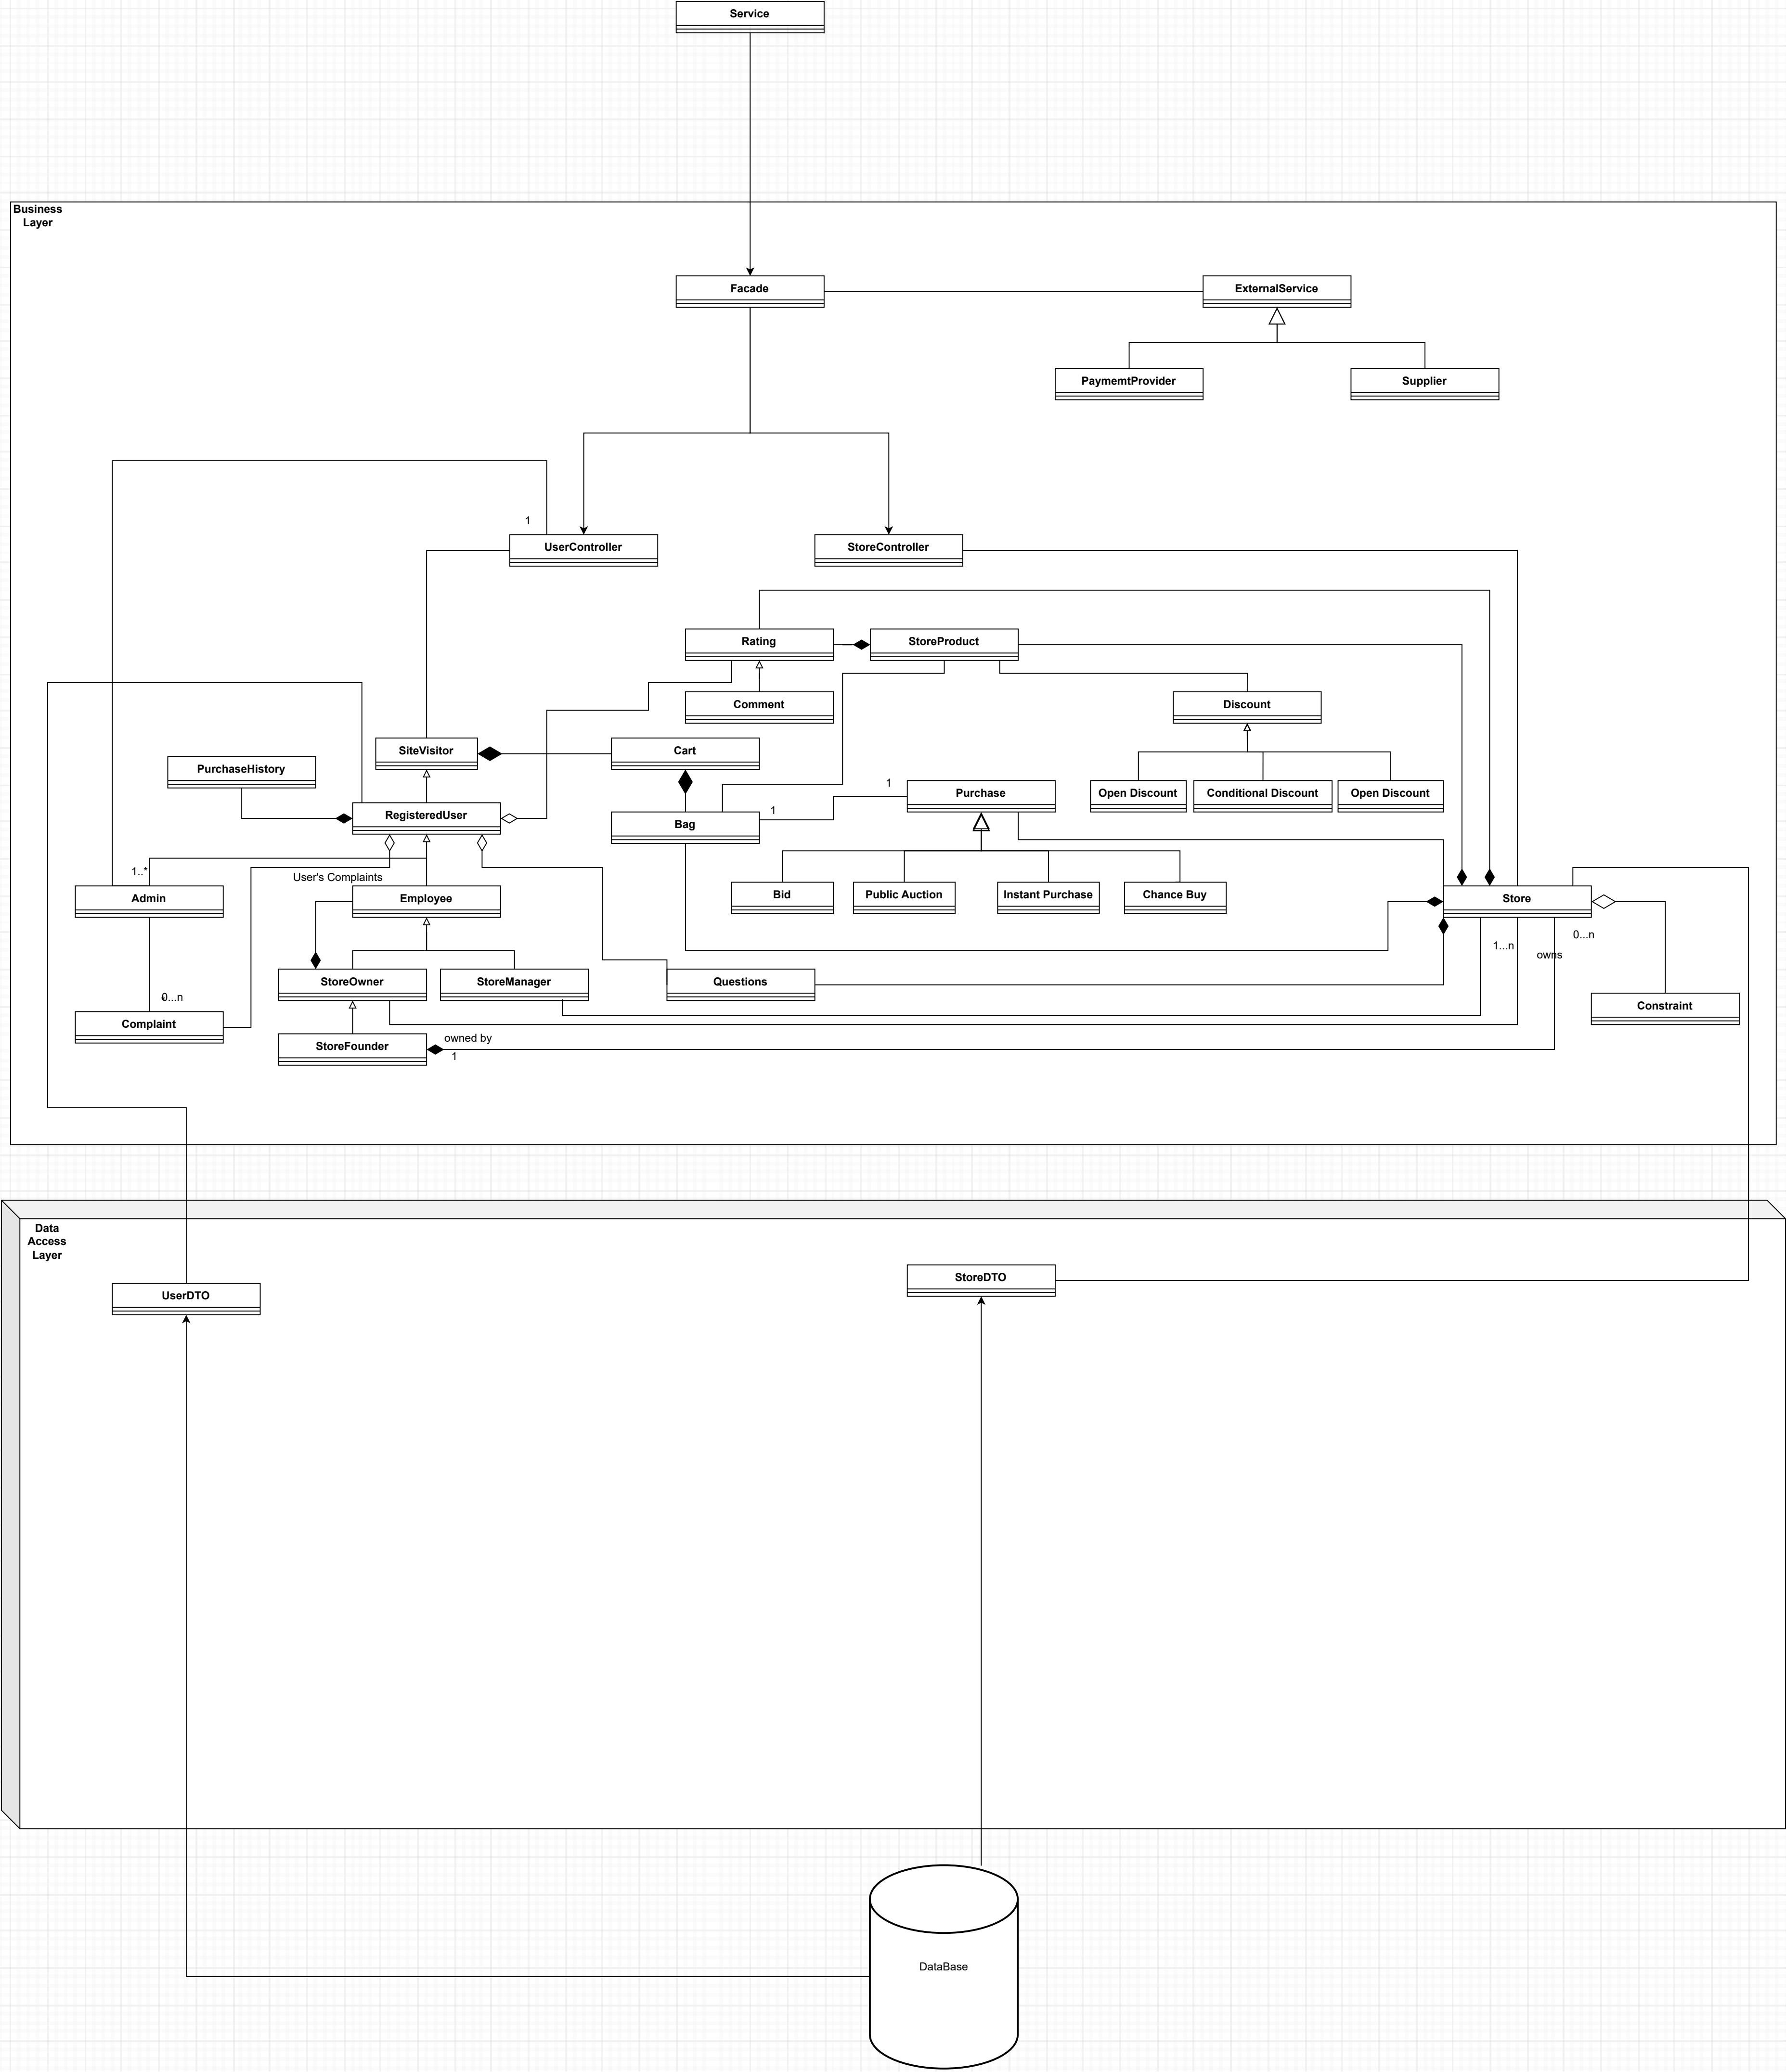 Service
Business
Layer
Facade
ExternalService
PaymemtProvider
Supplier
1
UserController
StoreController
Rating
StoreProduct
Comment
Discount
SiteVisitor
Cart
PurchaseHistory
Open Discount
Conditional Discount
Open Discount
1
Purchase
1
RegisteredUser
Bag
1..*
User's Complaints
Admin
Employee
Bid
Public Auction
Instant Purchase
Chance Buy
Store
0...n
1...n
owns
StoreOwner
StoreManager
Questions
0...n
Complaint
Constraint
StoreFounder
owned by
1
Data
Access
Layer
UserDTO
StoreDTO
DataBase